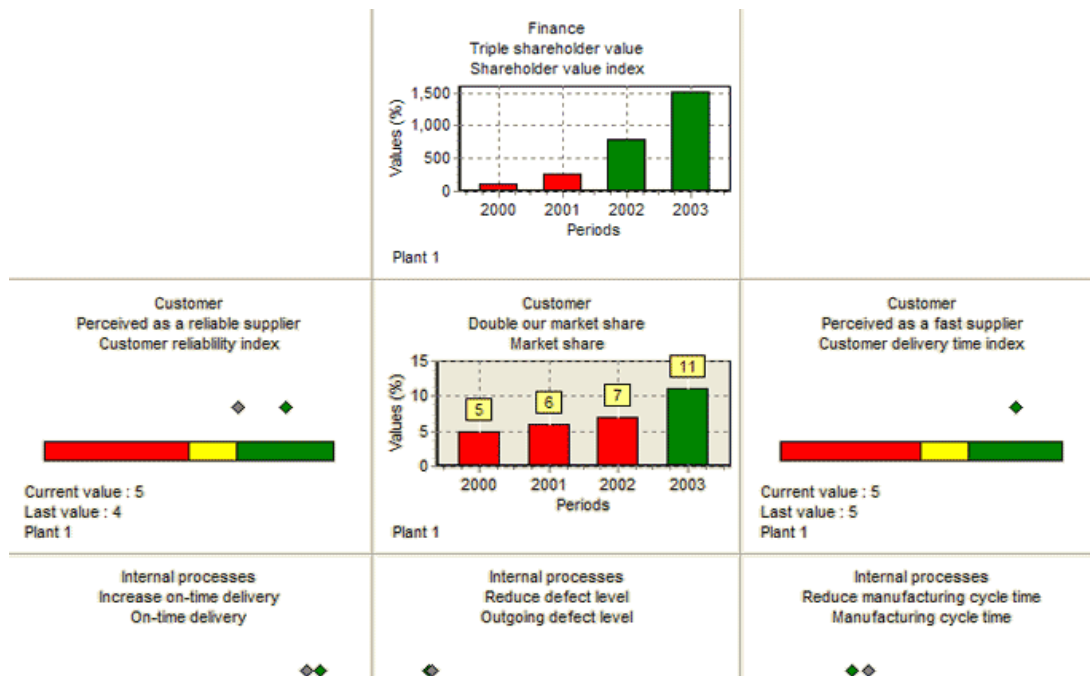 Finance
Triple shareholder value
Shareholder value index
1,500
1,000
500
0
Values (%)
2000 2001 2002 2003
Periods
Plant 1
Customer
Perceived as a reliable supplier
Customer reliablility index
Current value : 5
Last value : 4
Plant 1
Customer
Double our market share
Market share
15
10
5
0
Values (%)
5 6 7 11
2000 2001 2002 2003
Periods
Plant 1
Customer
Perceived as a fast supplier
Customer delivery time index
Current value : 5
Last value : 5
Plant 1
Internal processes
Increase on-time delivery
On-time delivery
Internal processes
Reduce defect level
Outgoing defect level
Internal processes
Reduce manufacturing cycle time
Manufacturing cycle time